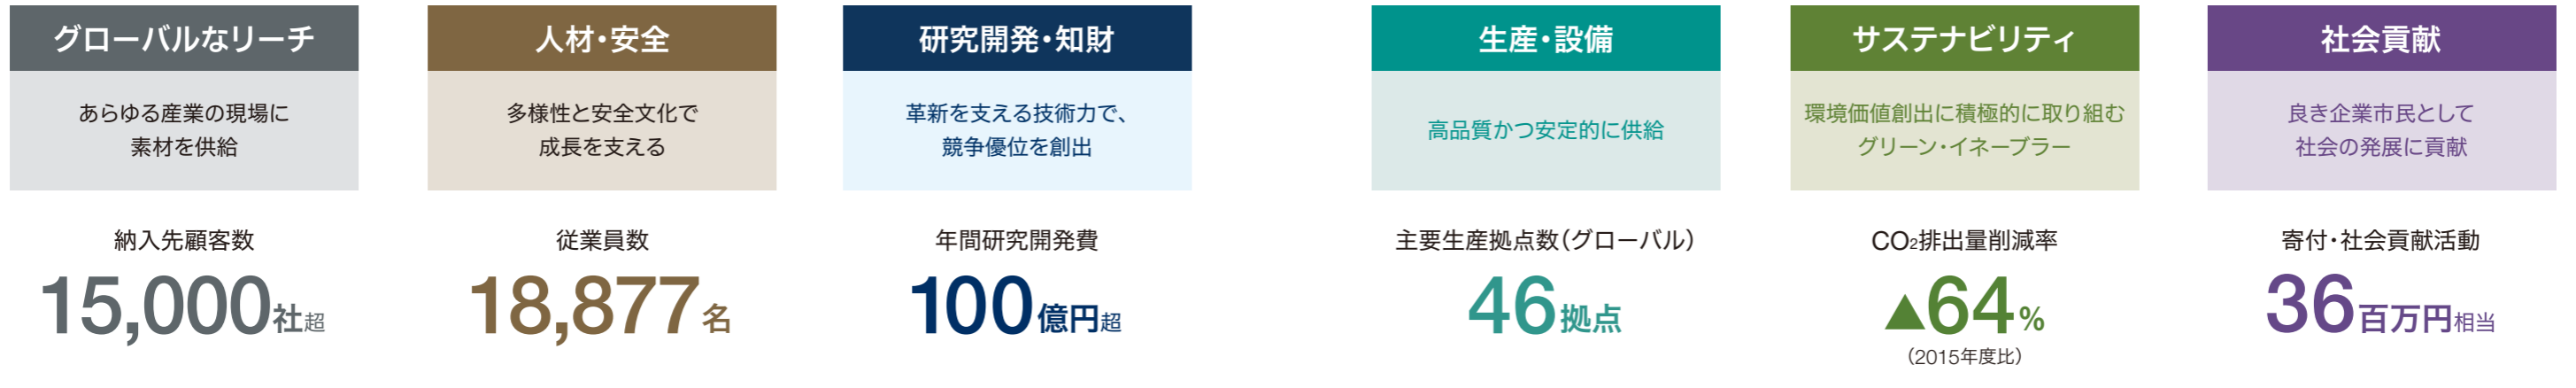 グローバルなリーチ
あらゆる産業の現場に
素材を供給
納入先顧客数
15,000社超
人材・安全
多様性と安全文化で
成長を支える
従業員数
18,877名
研究開発・知財
革新を支える技術力で、
競争優位を創出
年間研究開発費
100億円超
生産・設備
高品質かつ安定的に供給
主要生産拠点数（グローバル）
46拠点
サステナビリティ
環境価値創出に積極的に取り組む
グリーン・イネーブラー
CO₂排出量削減率
▲64%
（2015年度比）
社会貢献
良き企業市民として
社会の発展に貢献
寄付・社会貢献活動
36百万円相当